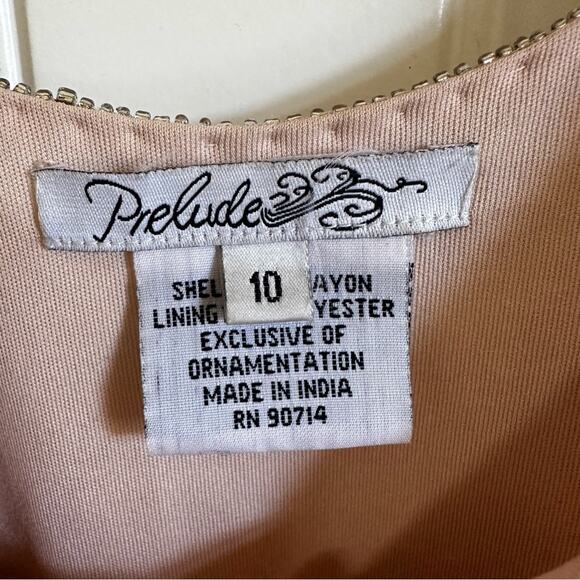 Prelude
10
SHEL AYON
LINING YESTER
EXCLUSIVE OF
ORNAMENTATION
MADE IN INDIA
RN 90714